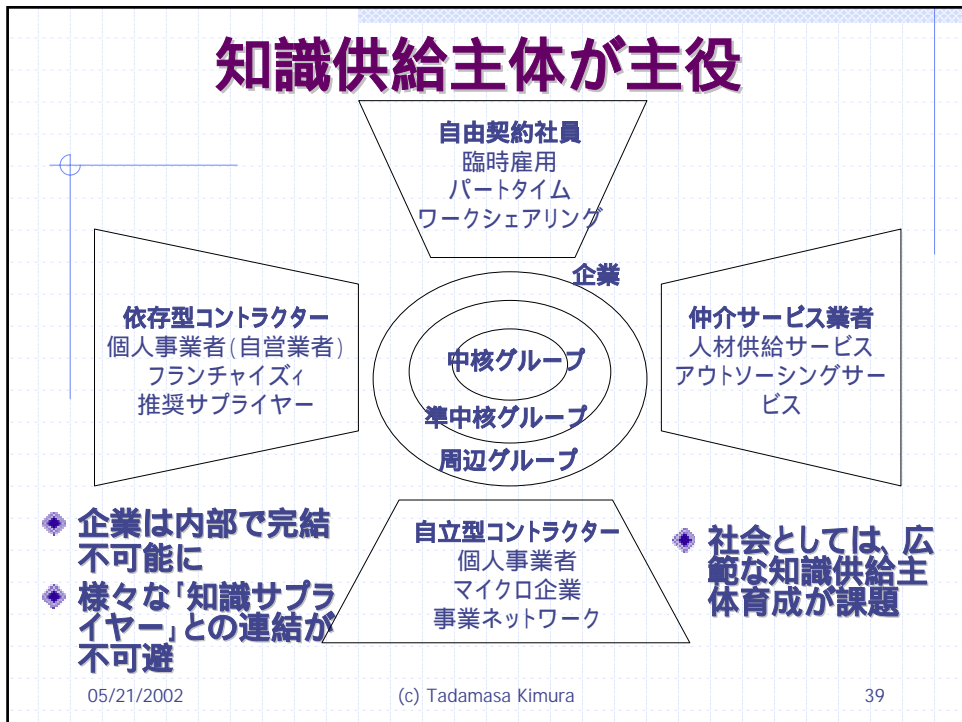 知識供給主体が主役
自由契約社員
臨時雇用
パートタイム
ワークシェアリング
企業
依存型コントラクター
個人事業者(自営業者)
フランチャイズィ
推奨サプライヤー
中核グループ
準中核グループ
周辺グループ
仲介サービス業者
人材供給サービス
アウトソーシングサー
ビス
企業は内部で完結
不可能に
様々な「知識サプラ
イヤー」との連結が
不可避
自立型コントラクター
個人事業者
マイクロ企業
事業ネットワーク
社会としては、広
範な知識供給主
体育成が課題
05/21/2002
(c) Tadamasa Kimura
39